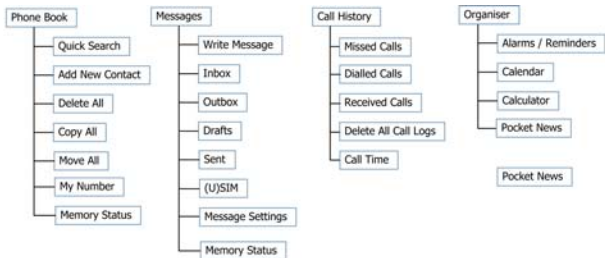 Phone Book
Quick Search
Add New Contact
Delete All
Copy All
Move All
My Number
Memory Status
Messages
Write Message
Inbox
Outbox
Drafts
Sent
(U)SIM
Message Settings
Memory Status
Call History
Missed Calls
Dialled Calls
Received Calls
Delete All Call Logs
Call Time
Organiser
Alarms / Reminders
Calendar
Calculator
Pocket News
Pocket News